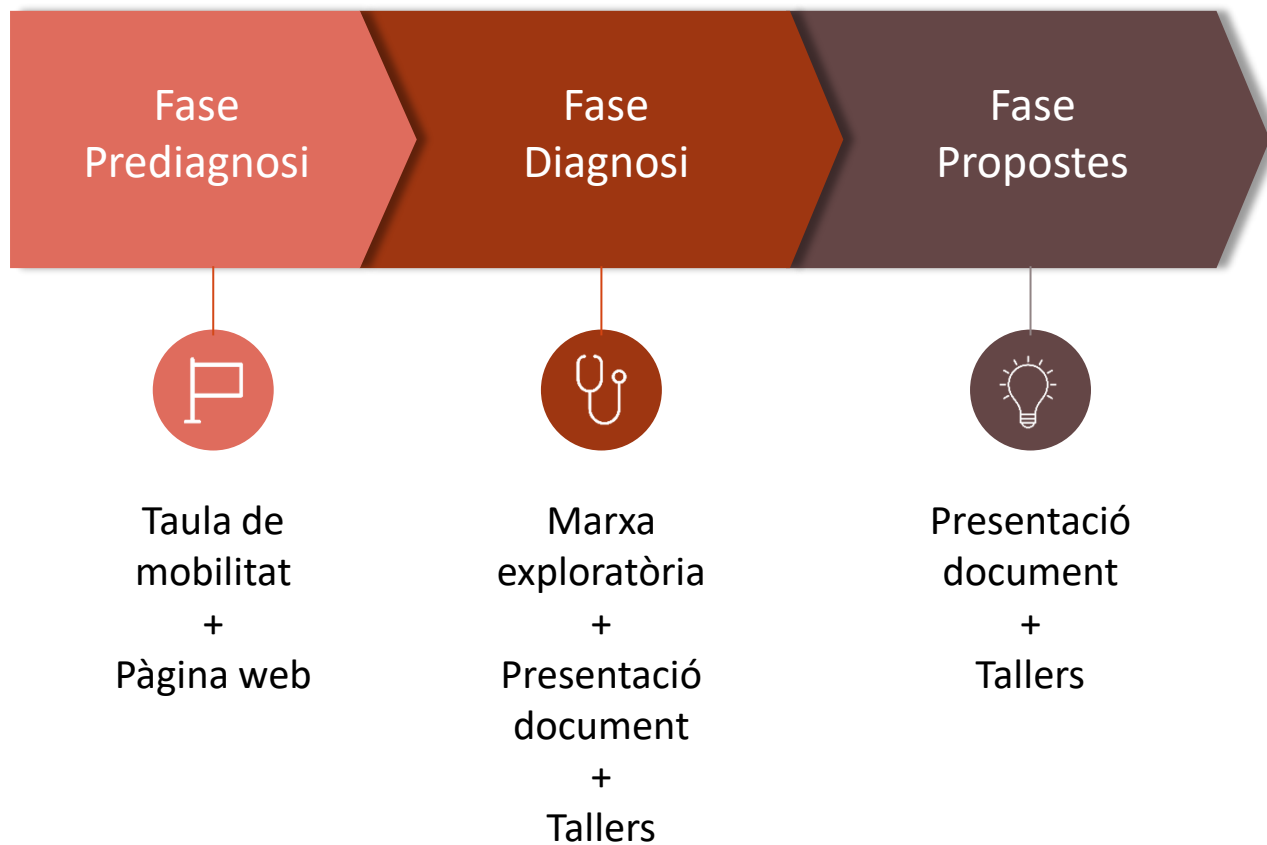 Fase
Prediagnosi
Fase
Diagnosi
Fase
Propostes
Taula de
mobilitat
+
Pàgina web
Marxa
exploratòria
+
Presentació
document
+
Tallers
Presentació
document
+
Tallers